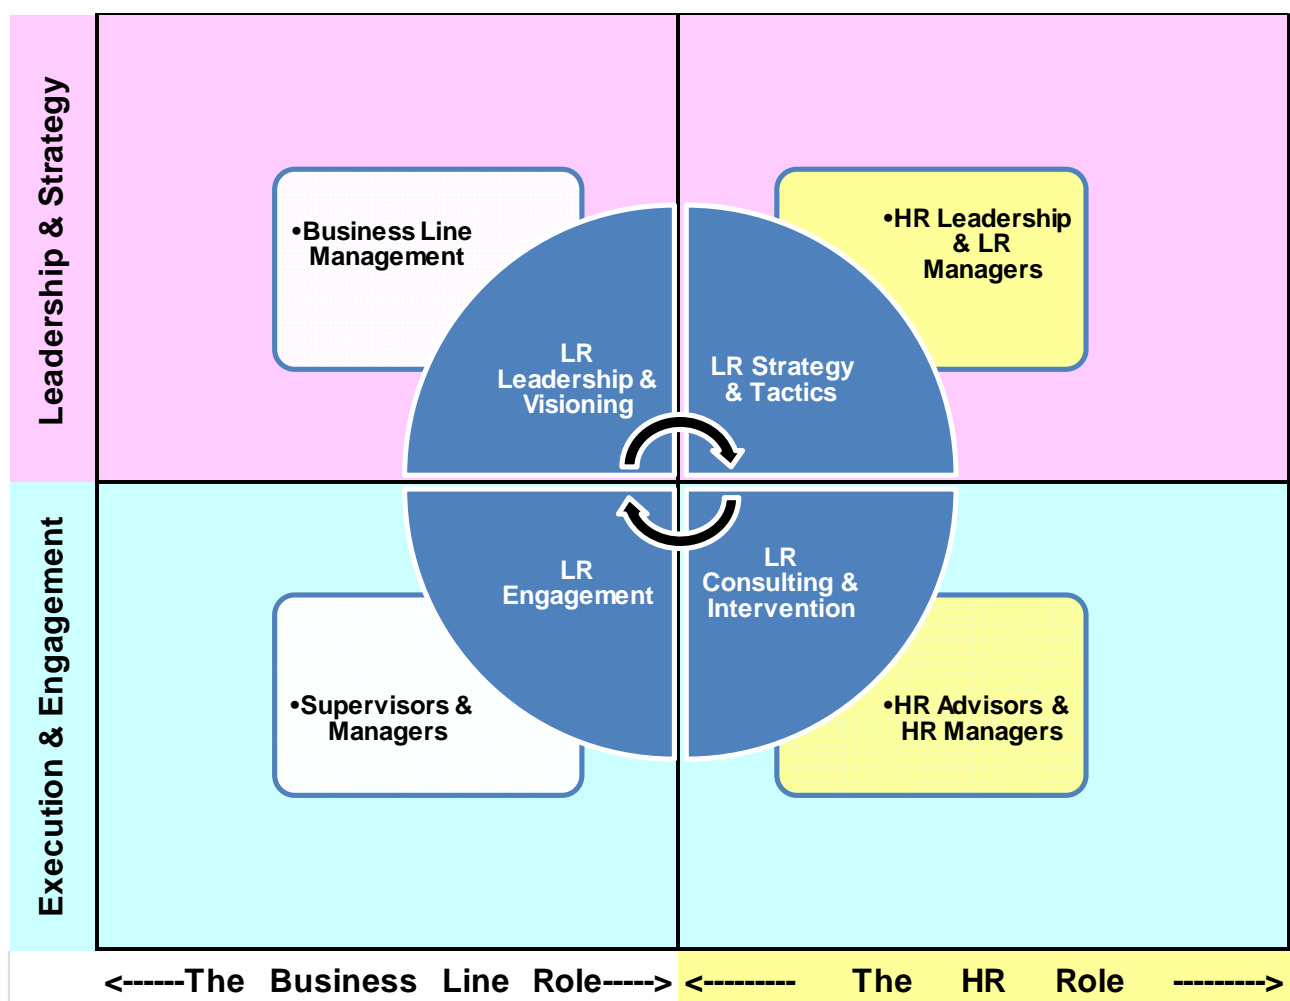 Leadership & Strategy
•Business Line
Management
•HR Leadership
& LR
Managers
LR
Leadership &
Visioning
LR Strategy
& Tactics
Execution & Engagement
LR
Engagement
LR
Consulting &
Intervention
•Supervisors &
Managers
•HR Advisors &
HR Managers
<------The Business Line Role----->
<--------- The HR Role --------->